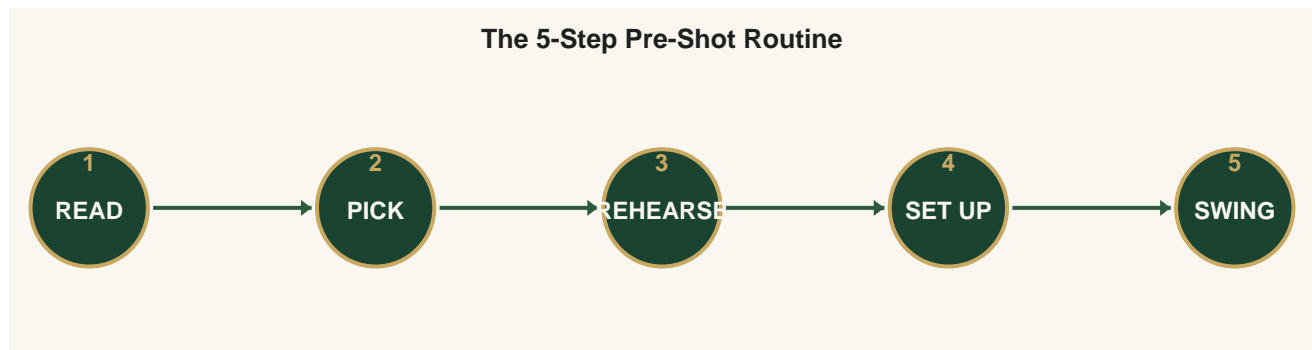 The 5-Step Pre-Shot Routine
1
READ
2
PICK
3
REHEARSE
4
SET UP
5
SWING